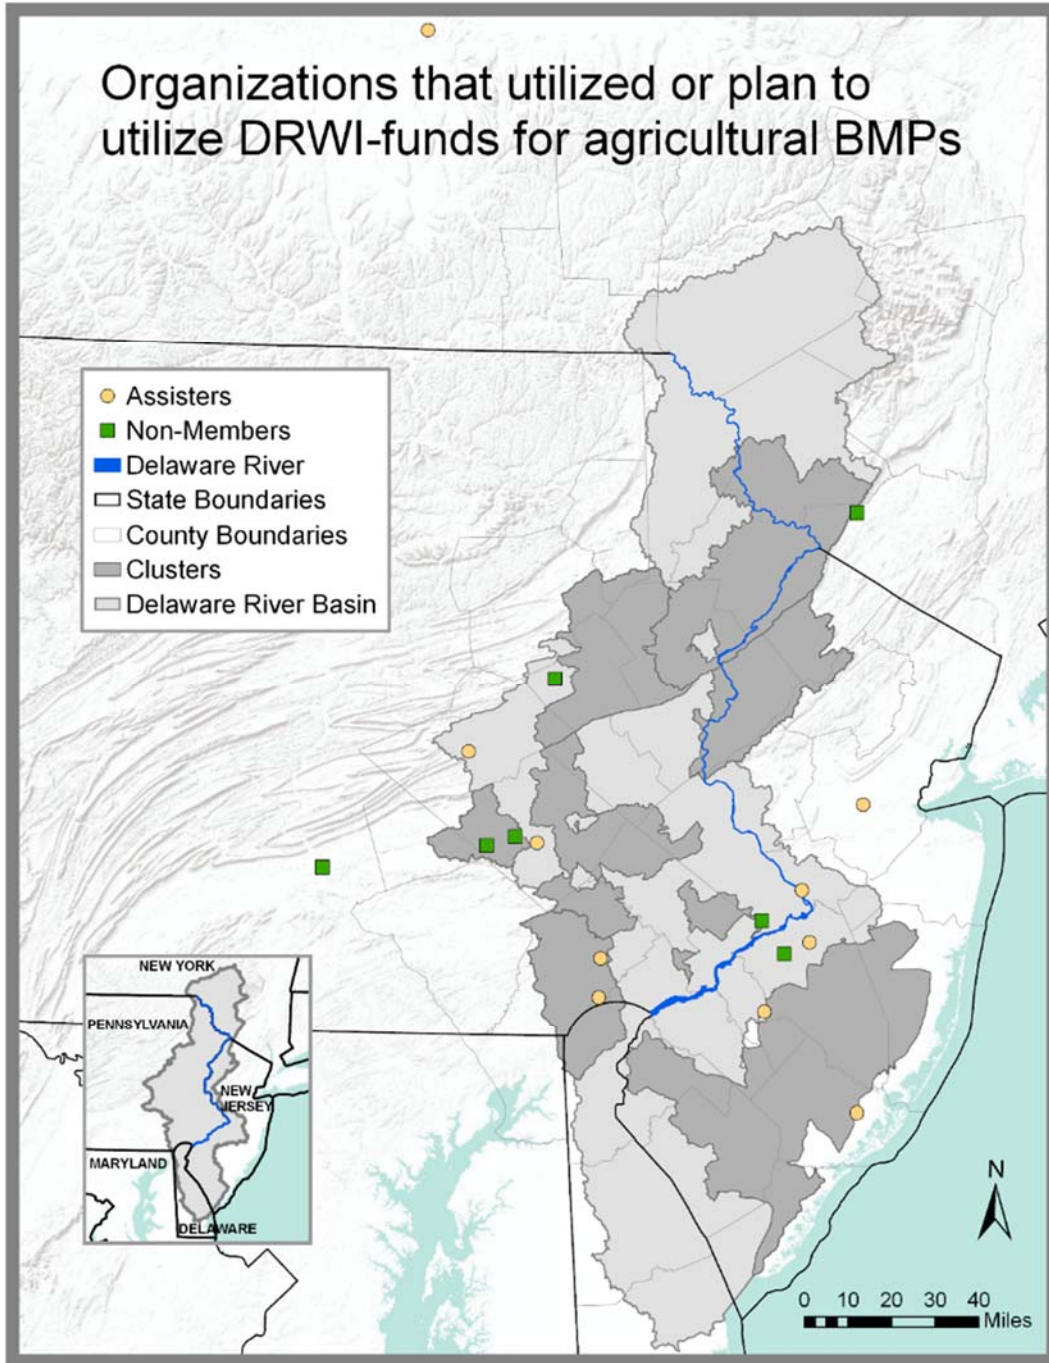 Organizations that utilized or plan to
utilize DRWI-funds for agricultural BMPs
Assisters
Non-Members
Delaware River
State Boundaries
County Boundaries
Clusters
Delaware River Basin
NEW YORK
PENNSYLVANIA
NEW
JERSEY
MARYLAND
DELAWARE
N
0 10 20 30 40
Miles